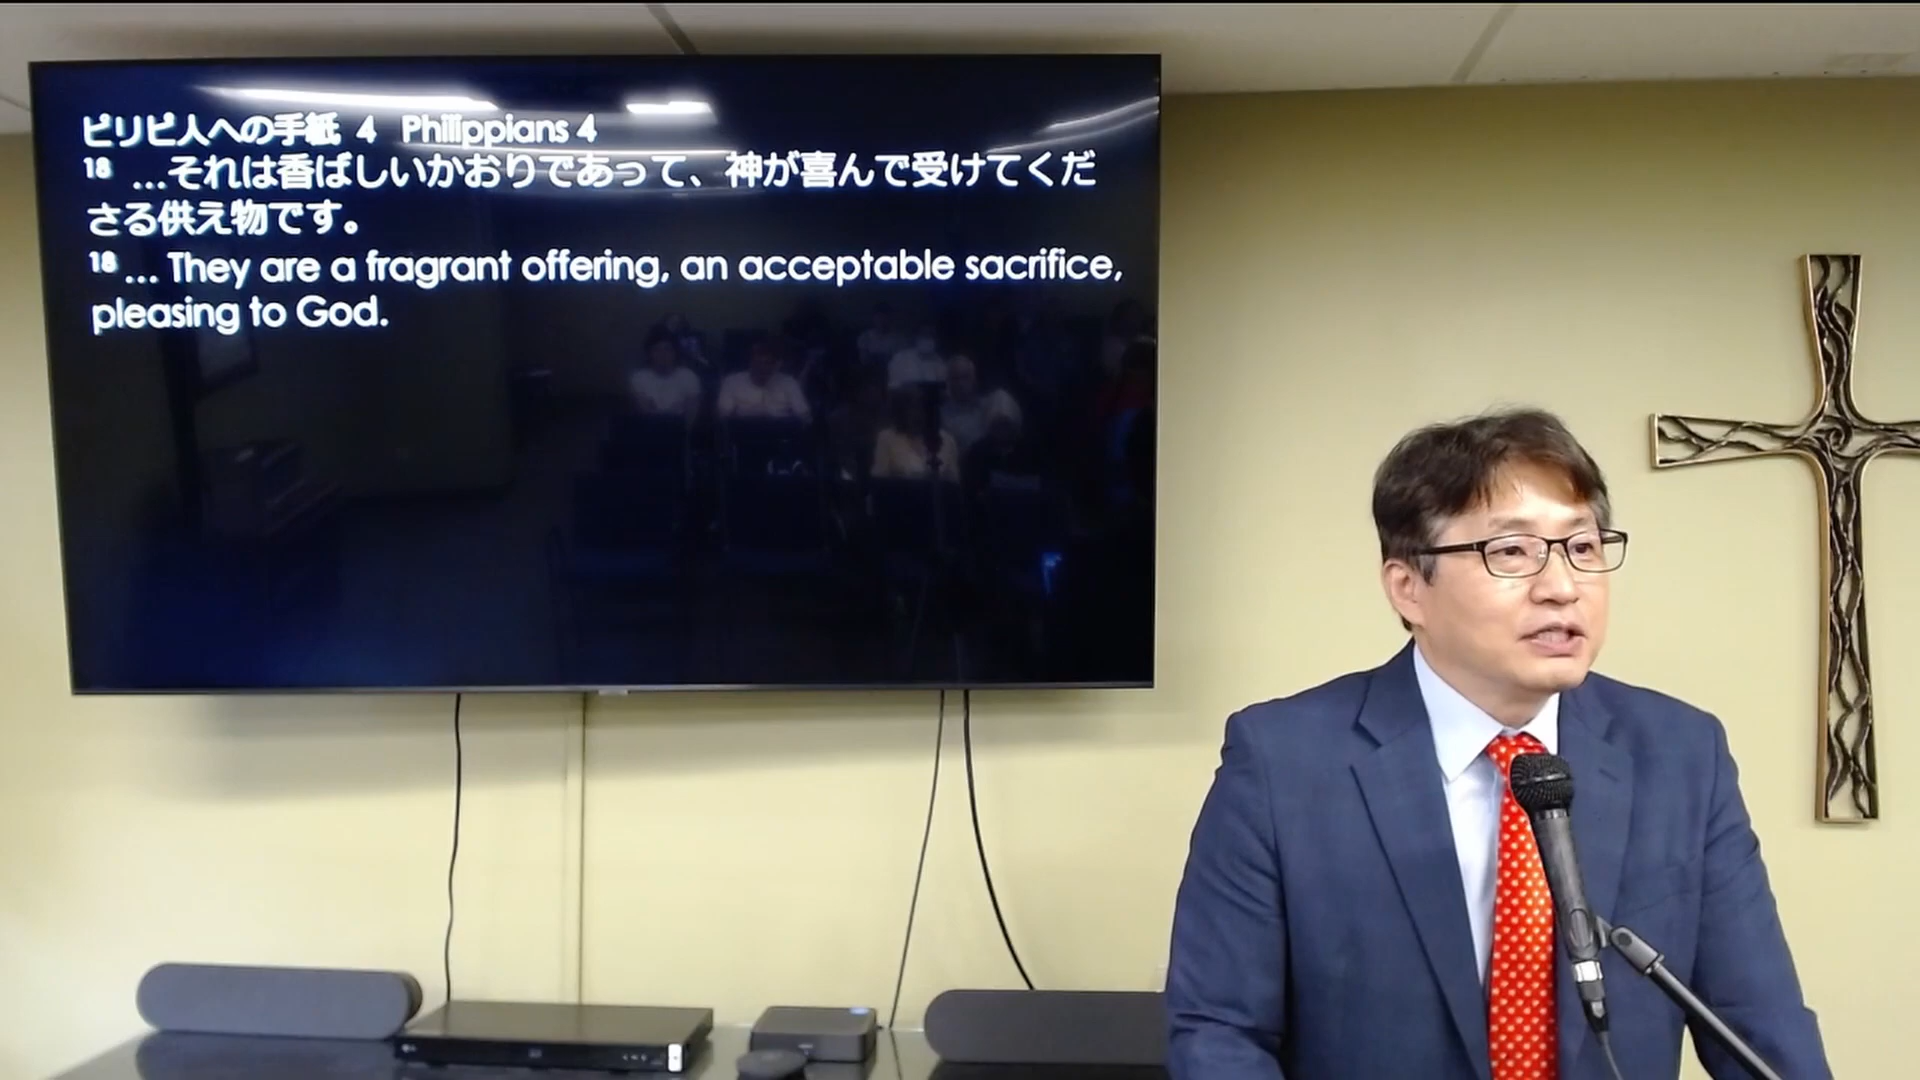 ピリピ人への手紙 4 Philippians 4
18 ...それは香ばしいかおりであって、神が喜んで受けてくだ
さる供え物です。
18 ... They are a fragrant offering, an acceptable sacrifice,
pleasing to God.